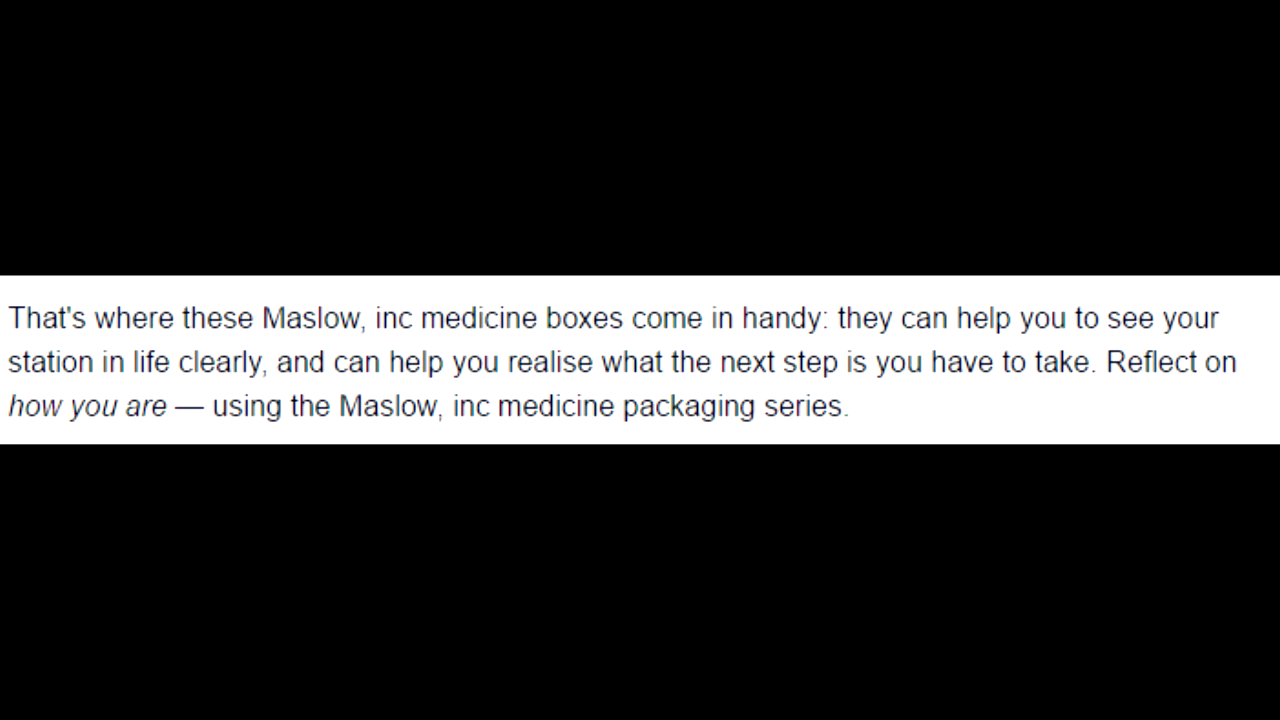 That's where these Maslow, inc medicine boxes come in handy: they can help you to see your
station in life clearly, and can help you realise what the next step is you have to take. Reflect on
how you are — using the Maslow, inc medicine packaging series.